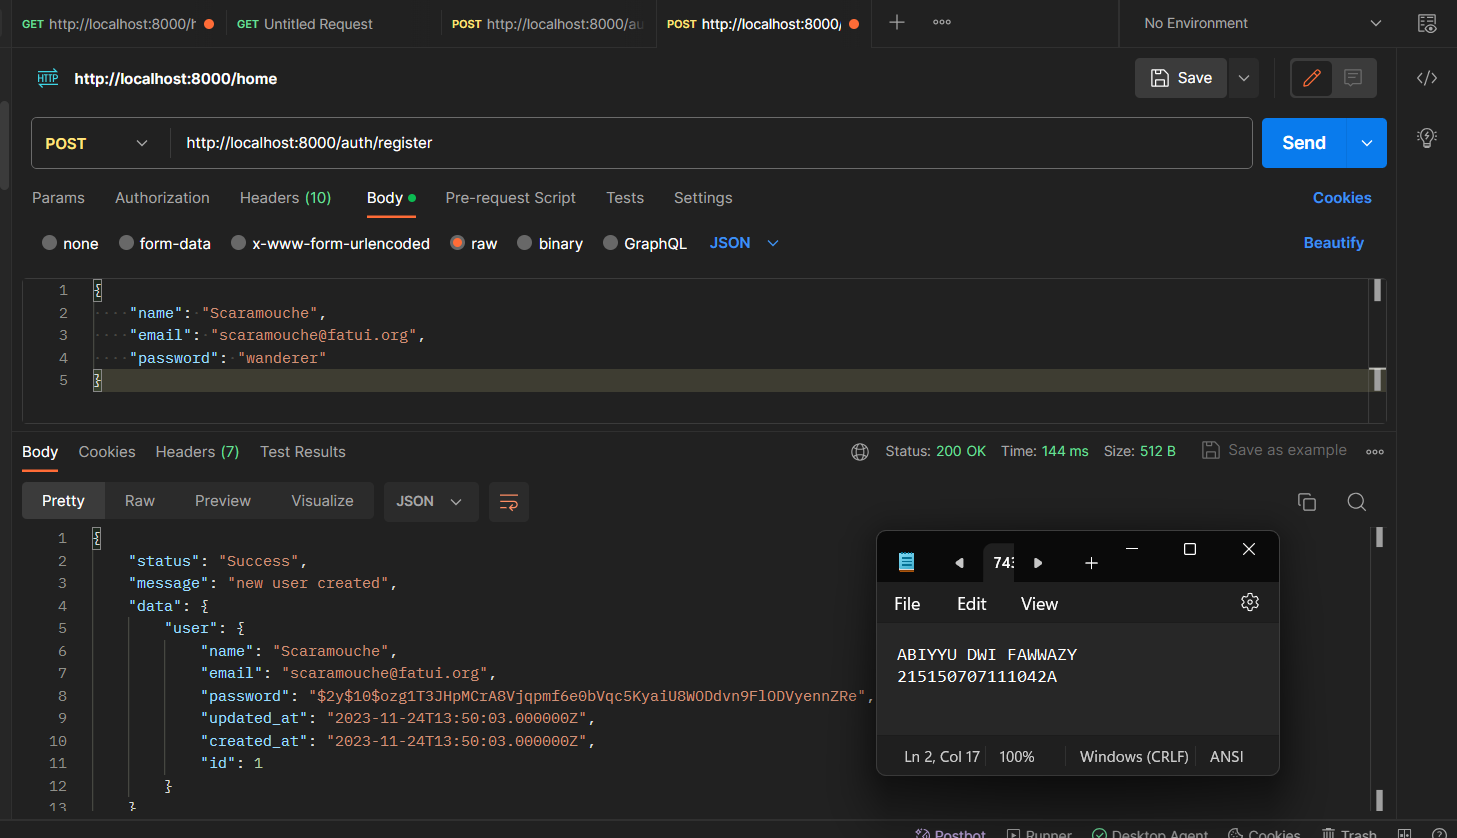 GET http://localhost:8000/h
GET Untitled Request
POST http://localhost:8000/au
POST http://localhost:8000/
No Environment
HTTP http://localhost:8000/home
Save
POST http://localhost:8000/auth/register
Send
Params Authorization Headers (10) Body Pre-request Script Tests Settings Cookies
none form-data x-www-form-urlencoded raw binary GraphQL JSON Beautify
1 {
2 "name": "Scaramouche",
3 "email": "scaramouche@fatui.org",
4 "password": "wanderer"
5 }
Body Cookies Headers (7) Test Results Status: 200 OK Time: 144 ms Size: 512 B Save as example
Pretty Raw Preview Visualize JSON
1 {
2 "status": "Success",
3 "message": "new user created",
4 "data": {
5 "user": {
6 "name": "Scaramouche",
7 "email": "scaramouche@fatui.org",
8 "password": "$2y$10$ozg1T3JHpMCrA8Vjqpmf6e0bVqc5KyaiU8WODdvn9FlODVyennZRe",
9 "updated_at": "2023-11-24T13:50:03.000000Z",
10 "created_at": "2023-11-24T13:50:03.000000Z",
11 "id": 1
12 }
13 }
743
File Edit View
ABIYYU DWI FAWWAZY
215150707111042A
Ln 2, Col 17 100% Windows (CRLF) ANSI
Postbot Runner Desktop Agent Cookies Trash